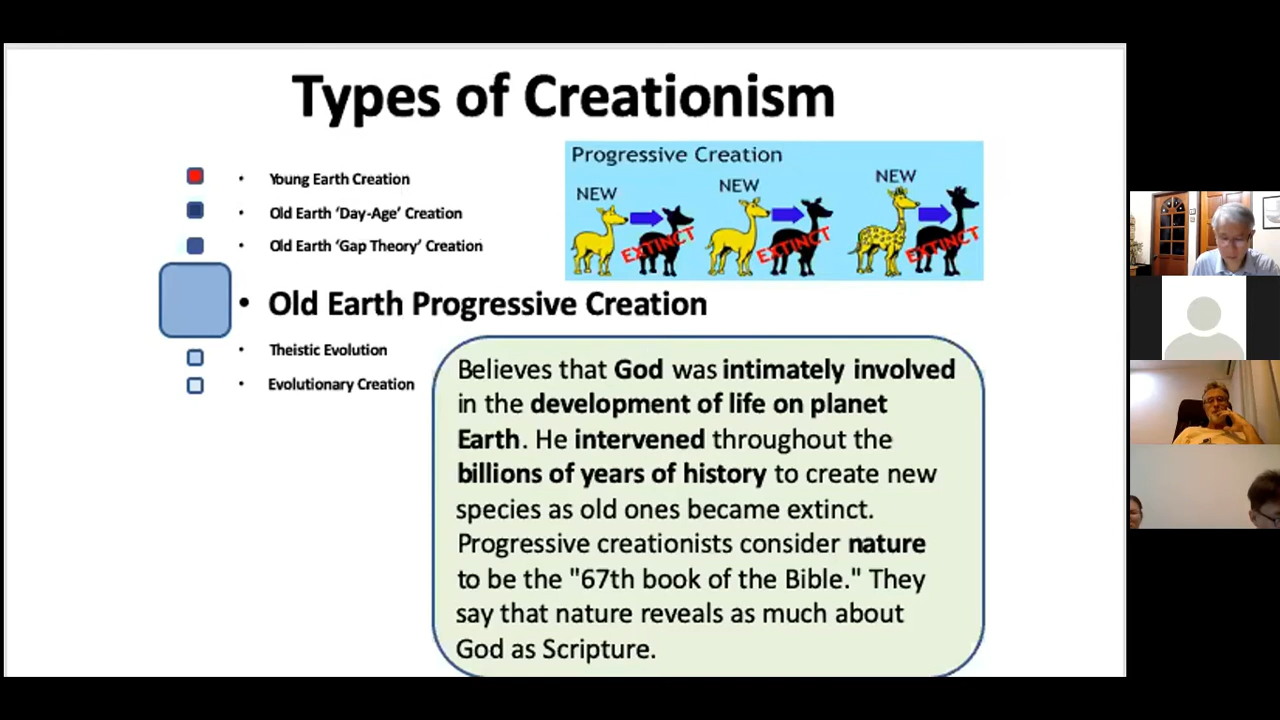 Types of Creationism
• Young Earth Creation
• Old Earth ‘Day-Age’ Creation
• Old Earth ‘Gap Theory’ Creation
• Old Earth Progressive Creation
• Theistic Evolution
• Evolutionary Creation
Progressive Creation
NEW
EXTINCT
NEW
EXTINCT
NEW
EXTINCT
Believes that God was intimately involved
in the development of life on planet
Earth. He intervened throughout the
billions of years of history to create new
species as old ones became extinct.
Progressive creationists consider nature
to be the "67th book of the Bible." They
say that nature reveals as much about
God as Scripture.